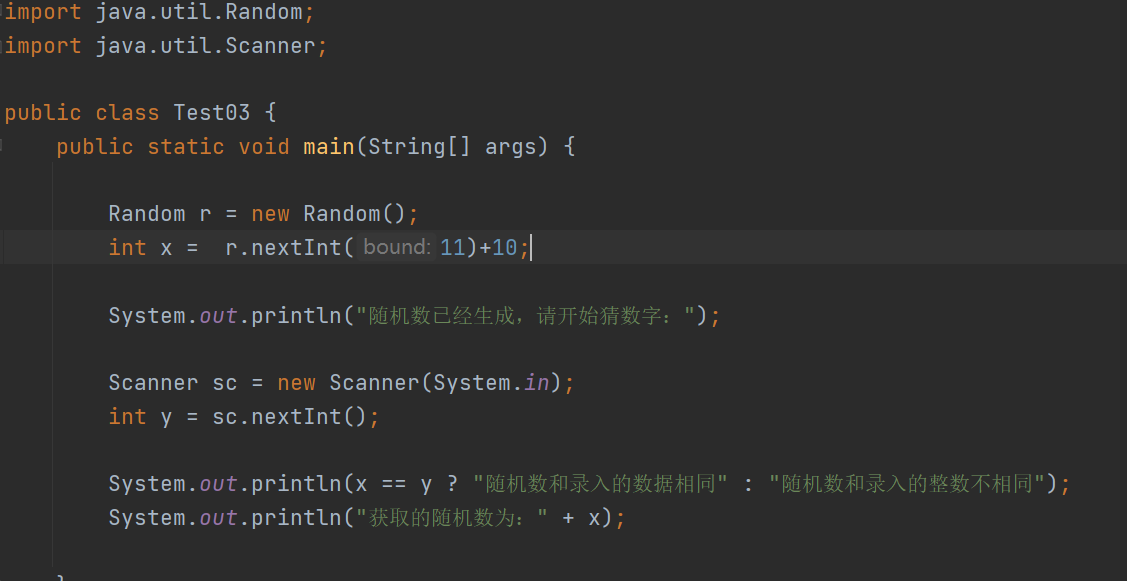 import java.util.Random;
import java.util.Scanner;
public class Test03 {
public static void main(String[] args) {
Random r = new Random();
int x =  r.nextInt( bound: 11)+10;
System.out.println("随机数已经生成，请开始猜数字：");
Scanner sc = new Scanner(System.in);
int y = sc.nextInt();
System.out.println(x == y ? "随机数和录入的数据相同" : "随机数和录入的整数不相同");
System.out.println("获取的随机数为：" + x);
}